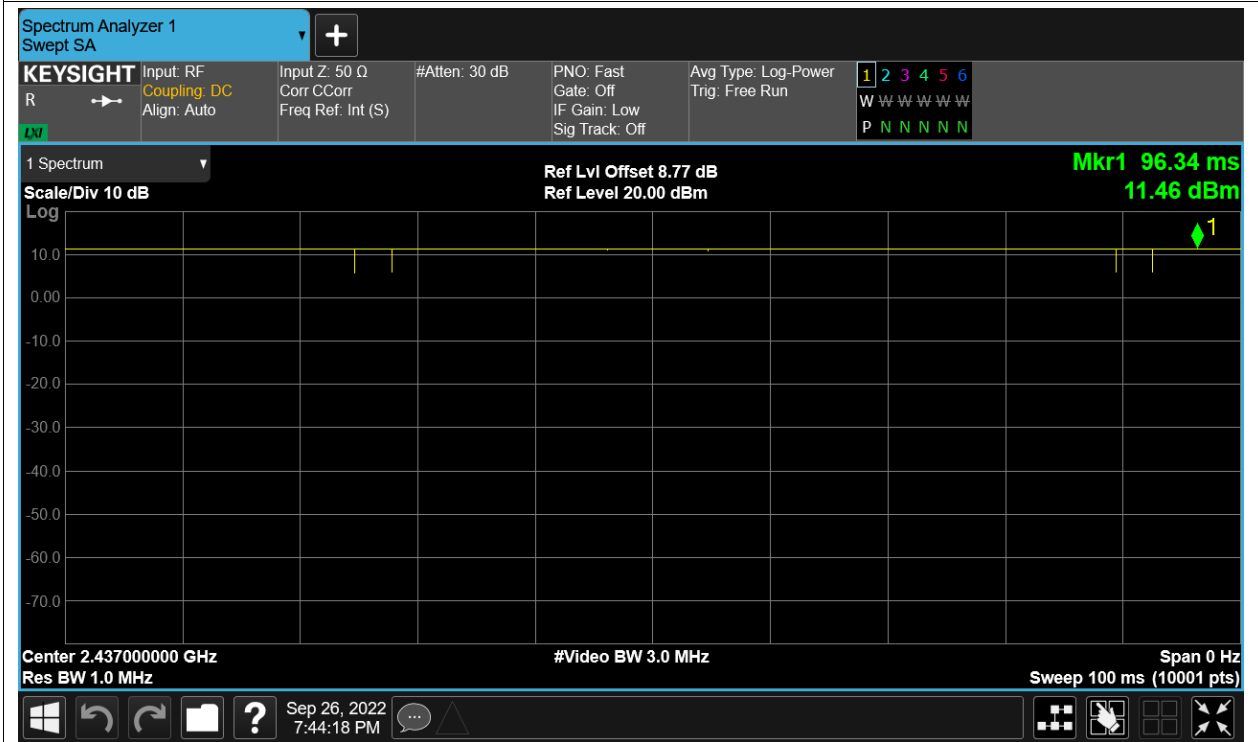 Spectrum Analyzer 1
Swept SA
+
KEYSIGHT
R
LXI
Input: RF
Coupling: DC
Align: Auto
Input Z: 50 Ω
Corr CCorr
Freq Ref: Int (S)
#Atten: 30 dB
PNO: Fast
Gate: Off
IF Gain: Low
Sig Track: Off
Avg Type: Log-Power
Trig: Free Run
1 2 3 4 5 6
W W W W W W
P N N N N N
1 Spectrum
Scale/Div 10 dB
Ref Lvl Offset 8.77 dB
Ref Level 20.00 dBm
Mkr1 96.34 ms
11.46 dBm
Log
1
10.0
0.00
-10.0
-20.0
-30.0
-40.0
-50.0
-60.0
-70.0
Center 2.437000000 GHz
Res BW 1.0 MHz
#Video BW 3.0 MHz
Span 0 Hz
Sweep 100 ms (10001 pts)
?
Sep 26, 2022
7:44:18 PM